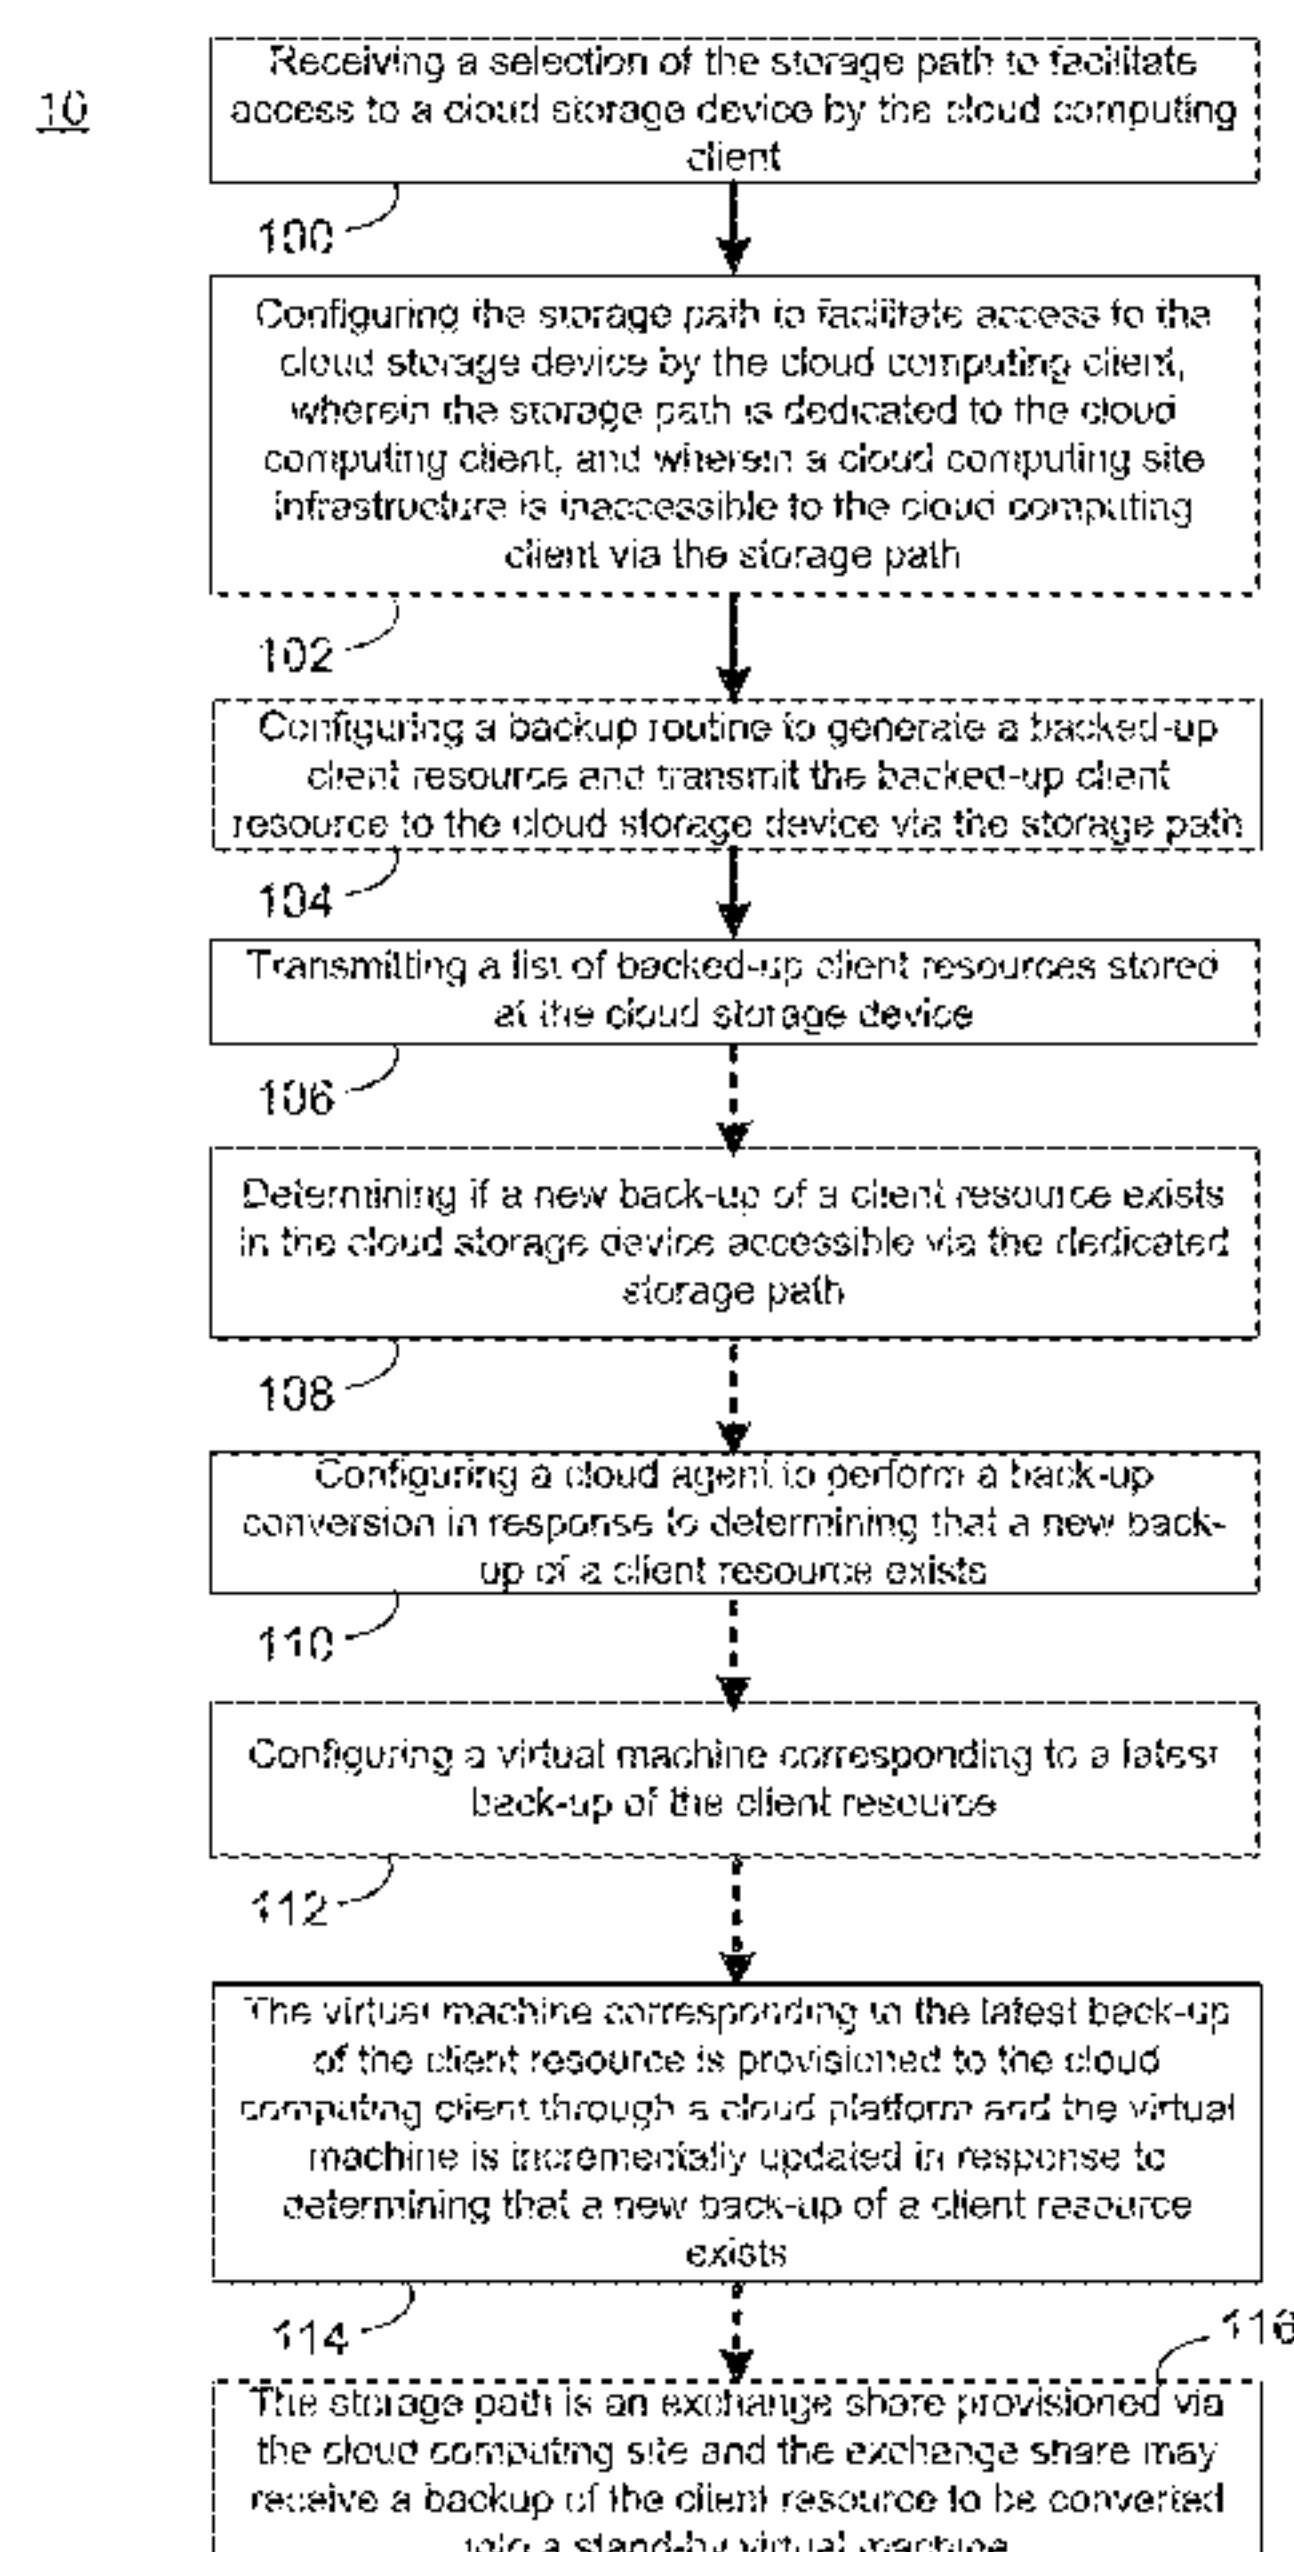 10
Receiving a selection of the storage path to facilitate
access to a cloud storage device by the cloud computing
client
100
Configuring the storage path to facilitate access to the
cloud storage device by the cloud computing client,
wherein the storage path is dedicated to the cloud
computing client, and wherein a cloud computing site
infrastructure is inaccessible to the cloud computing
client via the storage path
102
Configuring a backup routine to generate a backed-up
client resource and transmit the backed-up client
resource to the cloud storage device via the storage path
104
Transmitting a list of backed-up client resources stored
at the cloud storage device
106
Determining if a new back-up of a client resource exists
in the cloud storage device accessible via the dedicated
storage path
108
Configuring a cloud agent to perform a back-up
conversion in response to determining that a new back-
up of a client resource exists
110
Configuring a virtual machine corresponding to a latest
back-up of the client resource
112
The virtual machine corresponding to the latest back-up
of the client resource is provisioned to the cloud
computing client through a cloud platform and the virtual
machine is incrementally updated in response to
determining that a new back-up of a client resource
exists
114
116
The storage path is an exchange share provisioned via
the cloud computing site and the exchange share may
receive a backup of the client resource to be converted
into a stand-by virtual machine